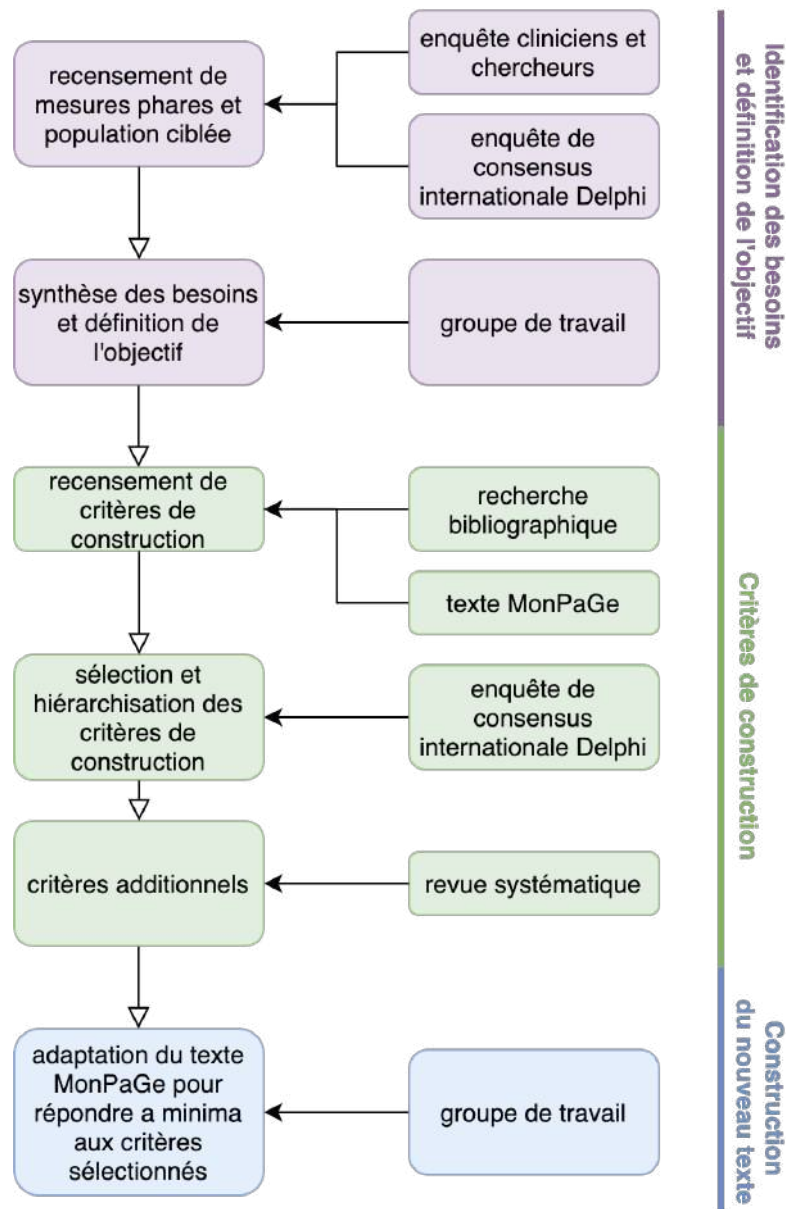 enquête cliniciens et
chercheurs
recensement de
mesures phares et
population ciblée
enquête de
consensus
internationale Delphi
Identification des besoins
et définition de l'objectif
synthèse des besoins
et définition de
l'objectif
groupe de travail
recensement de
critères de
construction
recherche
bibliographique
texte MonPaGe
Critères de construction
sélection et
hiérarchisation des
critères de
construction
enquête de
consensus
internationale Delphi
critères additionnels
revue systématique
adaptation du texte
MonPaGe pour
répondre a minima
aux critères
sélectionnés
groupe de travail
Construction
du nouveau texte